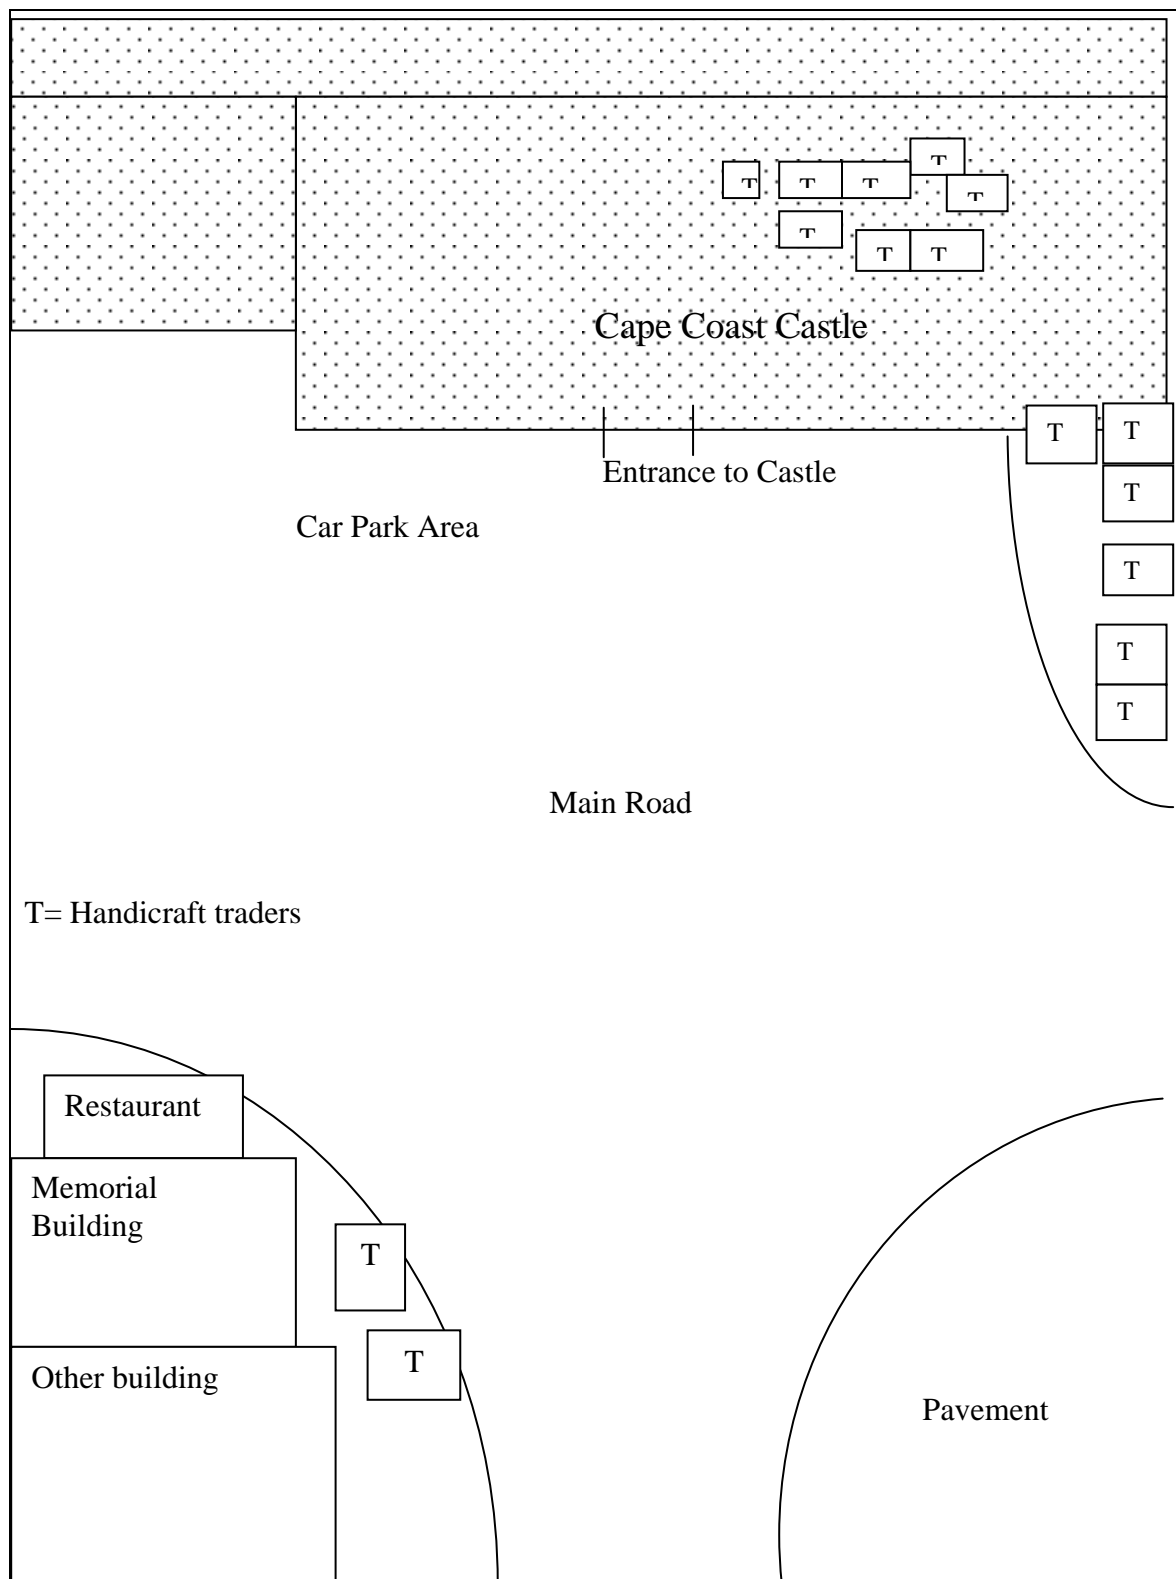 T
T
T
T
T
T
T
T
Cape Coast Castle
T
T
Entrance to Castle
T
Car Park Area
T
T
T
Main Road
T= Handicraft traders
Restaurant
Memorial
Building
T
T
Other building
Pavement